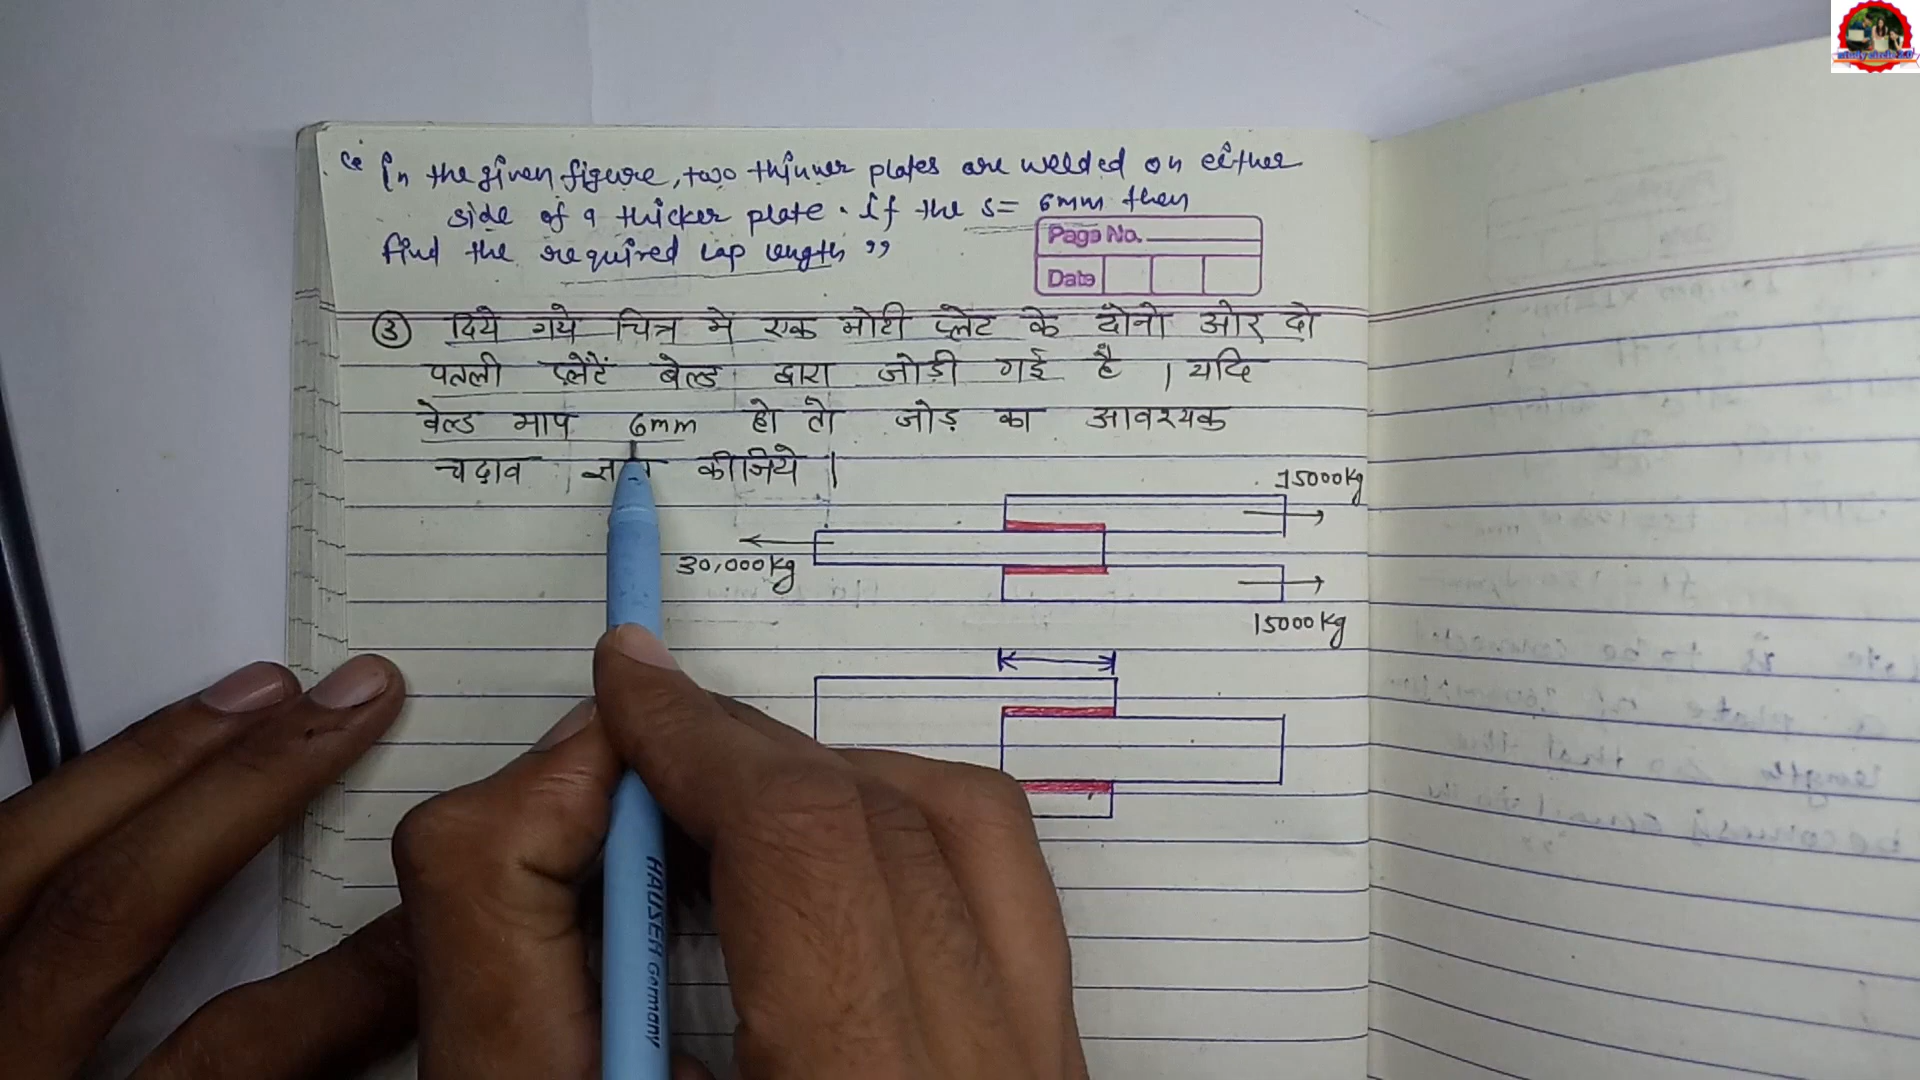 “ in the given figure, two thinner plates are welded on either
side of a thicker plate. if the s= 6mm then
find the required lap length ”
Page No.
Date
③ दिये गये चित्र में एक मोटी प्लेट के दोनो ओर दो
पतली प्लेटें वेल्ड द्वारा जोड़ी गई है । यदि
वेल्ड माप 6mm हो तो जोड़ का आवश्यक
चढ़ाव कीजिये |
15000kg
30,000kg
15000kg
HAUSER Germany